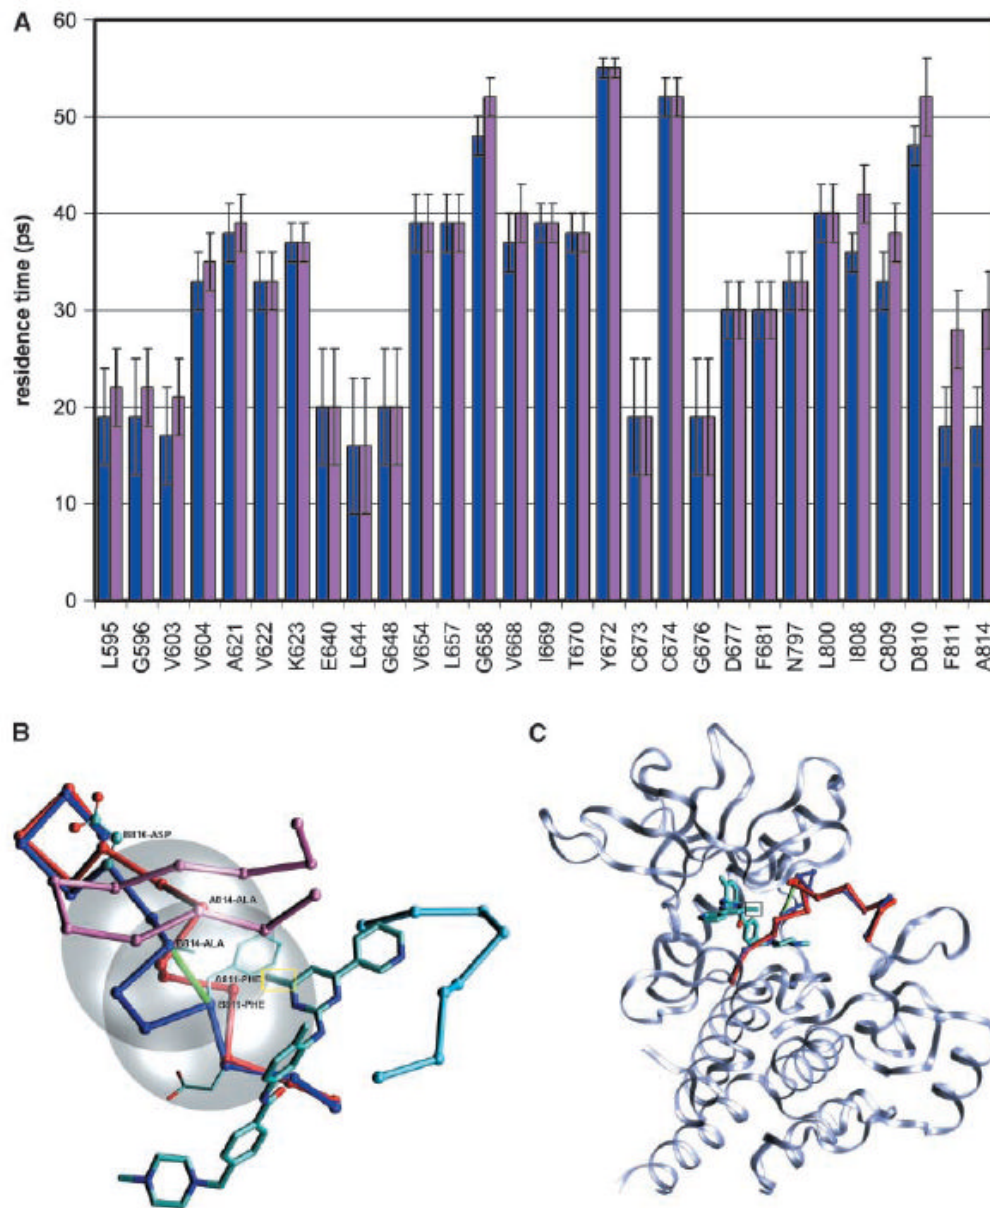 A
60
50
40
30
20
10
0
residence time (ps)
L595
G596
V603
V604
A621
V622
K623
E640
L644
G648
V654
L657
G658
V668
I669
T670
Y672
C673
C674
G676
D677
F681
N797
L800
I808
C809
D810
F811
A814
B
C
B816-ASP
A814-ALA
B814-ALA
A811-PHE
B811-PHE